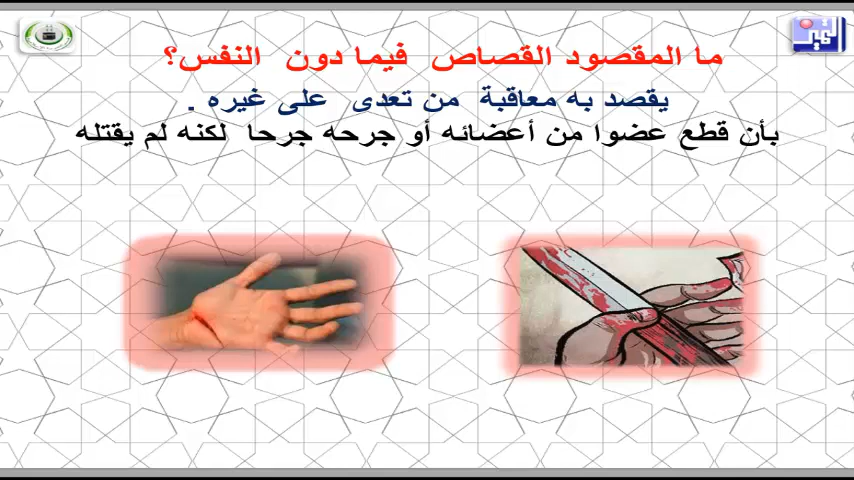 التميز
ما المقصود القصاص فيما دون النفس؟
يقصد به معاقبة من تعدى على غيره .
بأن قطع عضوا من أعضائه أو جرحه جرحا لكنه لم يقتله